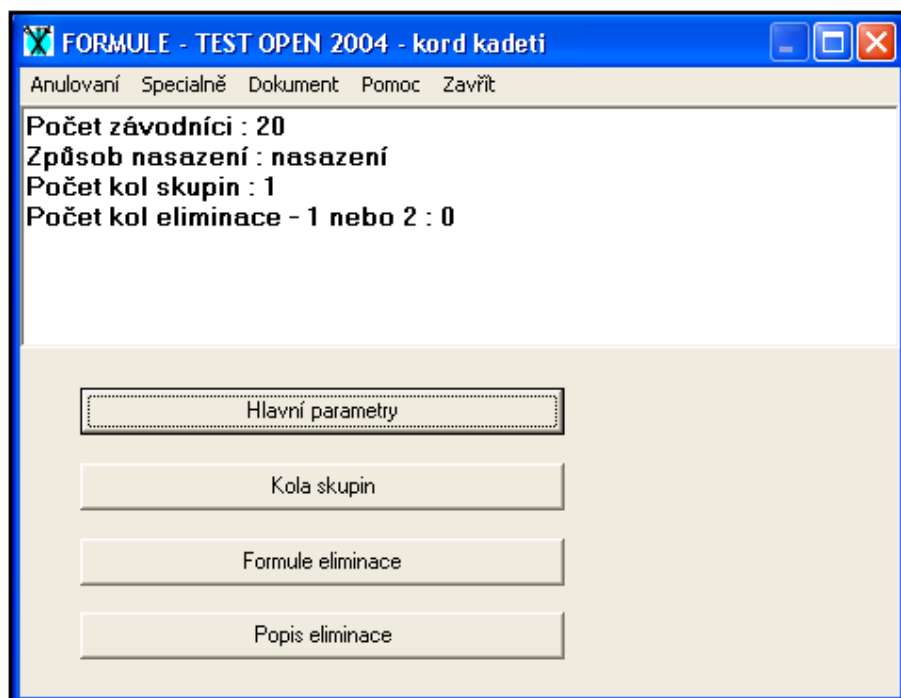 FORMULE - TEST OPEN 2004 - kord kadeti
Anulovaní Specialně Dokument Pomoc Zavřít
Počet závodníci : 20
Způsob nasazení : nasazení
Počet kol skupin : 1
Počet kol eliminace - 1 nebo 2 : 0
Hlavní parametry
Kola skupin
Formule eliminace
Popis eliminace